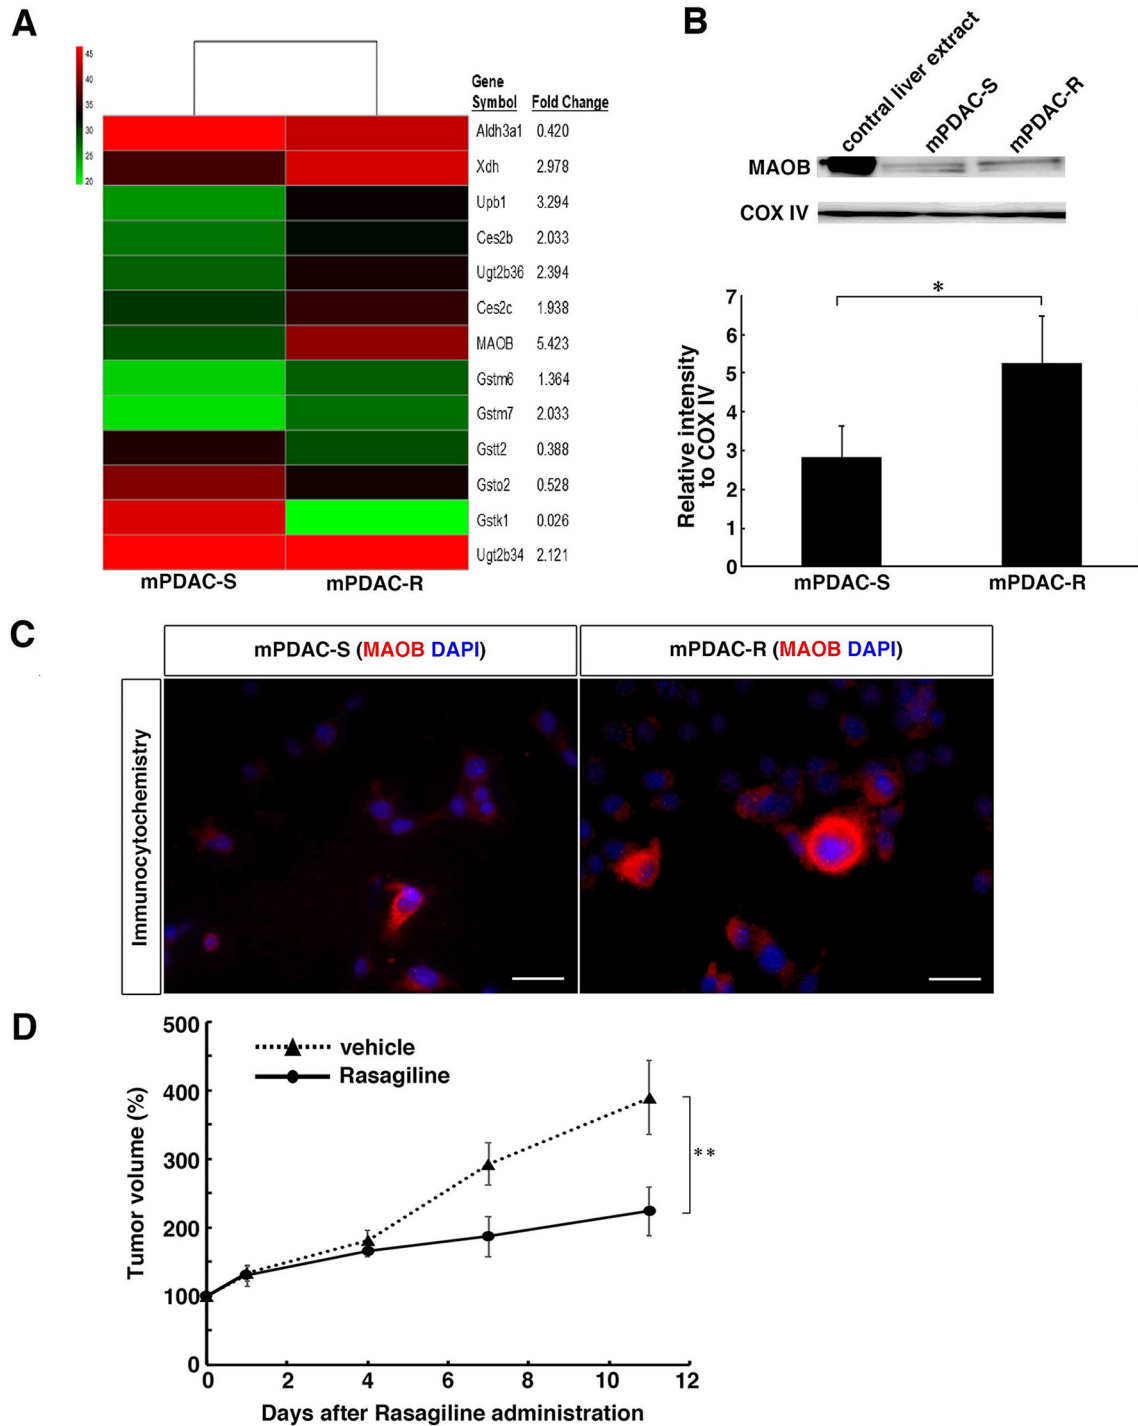 A
45
40
35
30
25
20
Gene
Symbol Fold Change
Aldh3a1 0.420
Xdh 2.978
Upb1 3.294
Ces2b 2.033
Ugt2b36 2.394
Ces2c 1.938
MAOB 5.423
Gstm6 1.364
Gstm7 2.033
Gstt2 0.388
Gsto2 0.528
Gstk1 0.026
Ugt2b34 2.121
mPDAC-S mPDAC-R
B
contral liver extract
mPDAC-S
mPDAC-R
MAOB
COX IV
Relative intensity
to COX IV
7
6
5
4
3
2
1
0
*
mPDAC-S mPDAC-R
C
mPDAC-S (MAOB DAPI) mPDAC-R (MAOB DAPI)
Immunocytochemistry
D
Tumor volume (%)
500
400
300
200
100
0
vehicle
Rasagiline
**
0 2 4 6 8 10 12
Days after Rasagiline administration